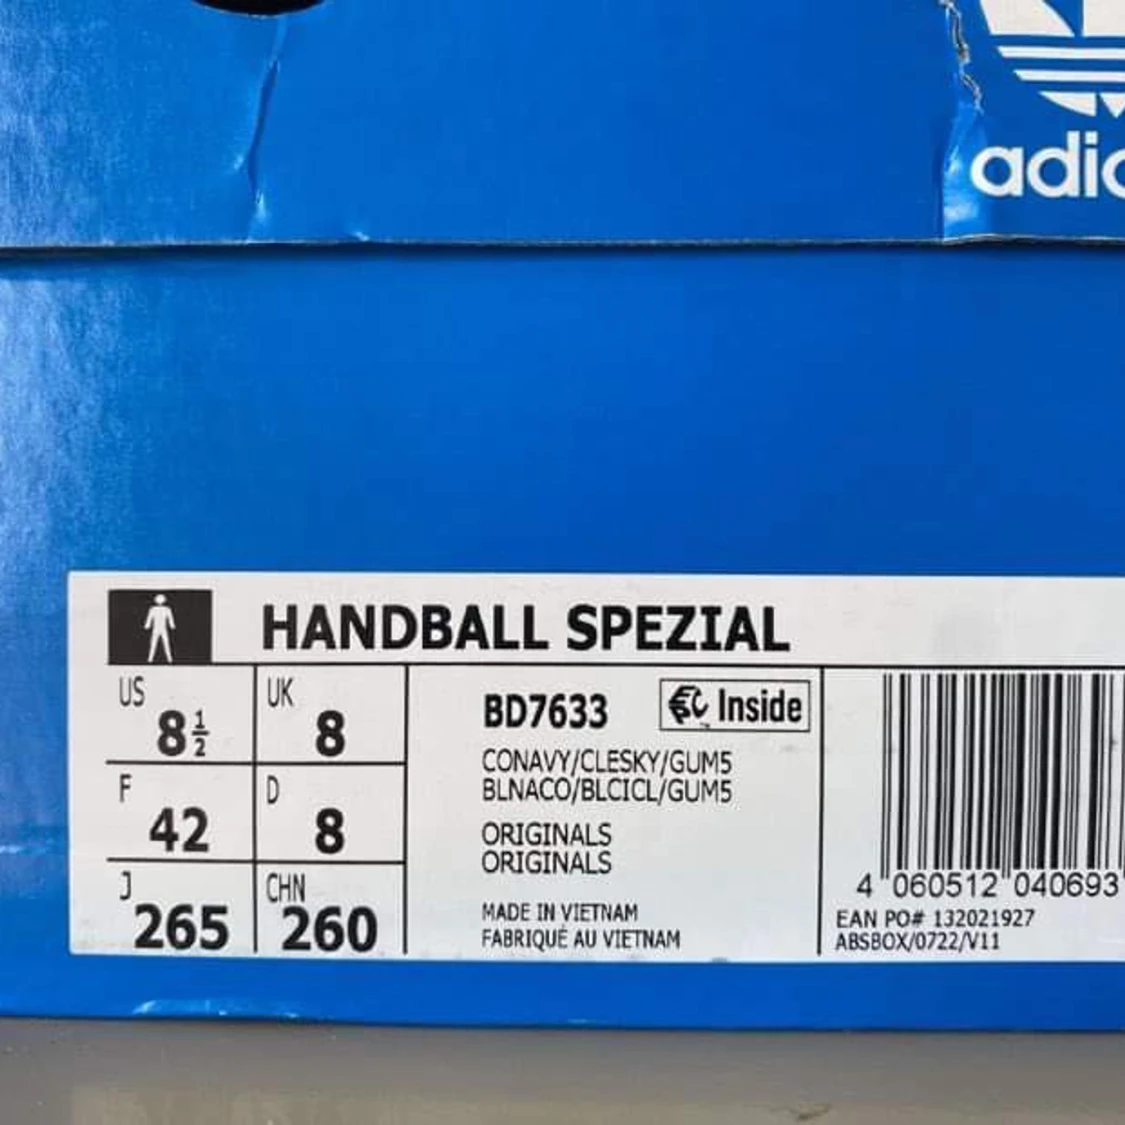 adid
HANDBALL SPEZIAL
US 8½ UK 8
F 42 D 8
J 265 CHN 260
BD7633 Inside
CONAVY/CLESKY/GUM5
BLNACO/BLCICL/GUM5
ORIGINALS
ORIGINALS
MADE IN VIETNAM
FABRIQUÉ AU VIETNAM
4 060512 040693
EAN PO# 132021927
ABSBOX/0722/V11